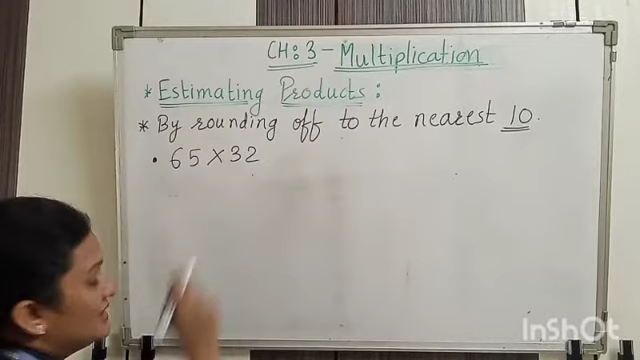 CH: 3 - Multiplication
* Estimating Products:
* By rounding off to the nearest 10.
• 65 X 32
InShOt